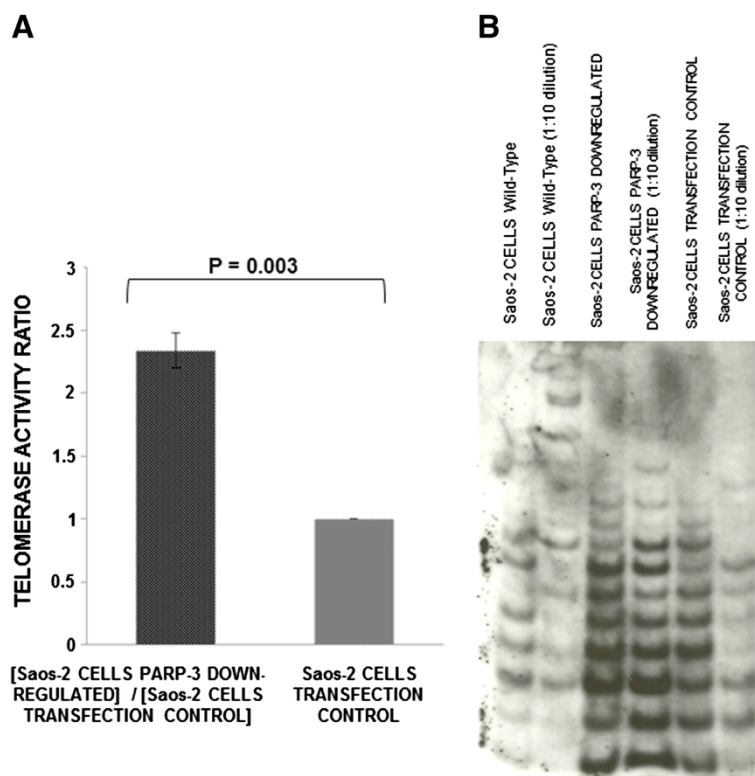 A
B
TELOMERASE ACTIVITY RATIO
3
2.5
2
1.5
1
0.5
0
P = 0.003
[Saos-2 CELLS PARP-3 DOWN-
REGULATED] / [Saos-2 CELLS
TRANSFECTION CONTROL]
Saos-2 CELLS
TRANSFECTION
CONTROL
Saos-2 CELLS Wild-Type
Saos-2 CELLS Wild-Type (1:10 dilution)
Saos-2 CELLS PARP-3 DOWNREGULATED
Saos-2 CELLS PARP-3
DOWNREGULATED (1:10 dilution)
Saos-2 CELLS TRANSFECTION CONTROL
Saos-2 CELLS TRANSFECTION
CONTROL (1:10 dilution)